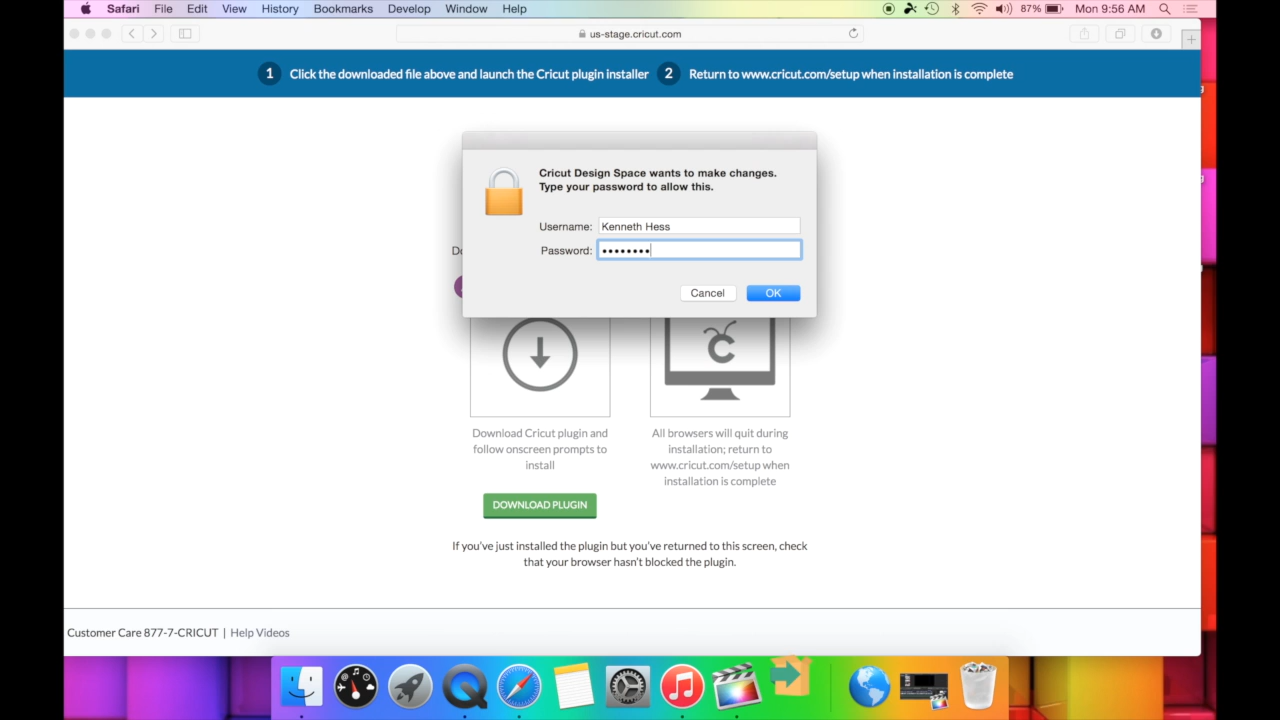 Safari File Edit View History Bookmarks Develop Window Help 87% Mon 9:56 AM
us-stage.cricut.com
1 Click the downloaded file above and launch the Cricut plugin installer 2 Return to www.cricut.com/setup when installation is complete
Cricut Design Space wants to make changes.
Type your password to allow this.
Username: Kenneth Hess
Password: ••••••••
Cancel OK
Download Cricut plugin and
follow onscreen prompts to
install
All browsers will quit during
installation; return to
www.cricut.com/setup when
installation is complete
DOWNLOAD PLUGIN
If you've just installed the plugin but you've returned to this screen, check
that your browser hasn't blocked the plugin.
Customer Care 877-7-CRICUT | Help Videos